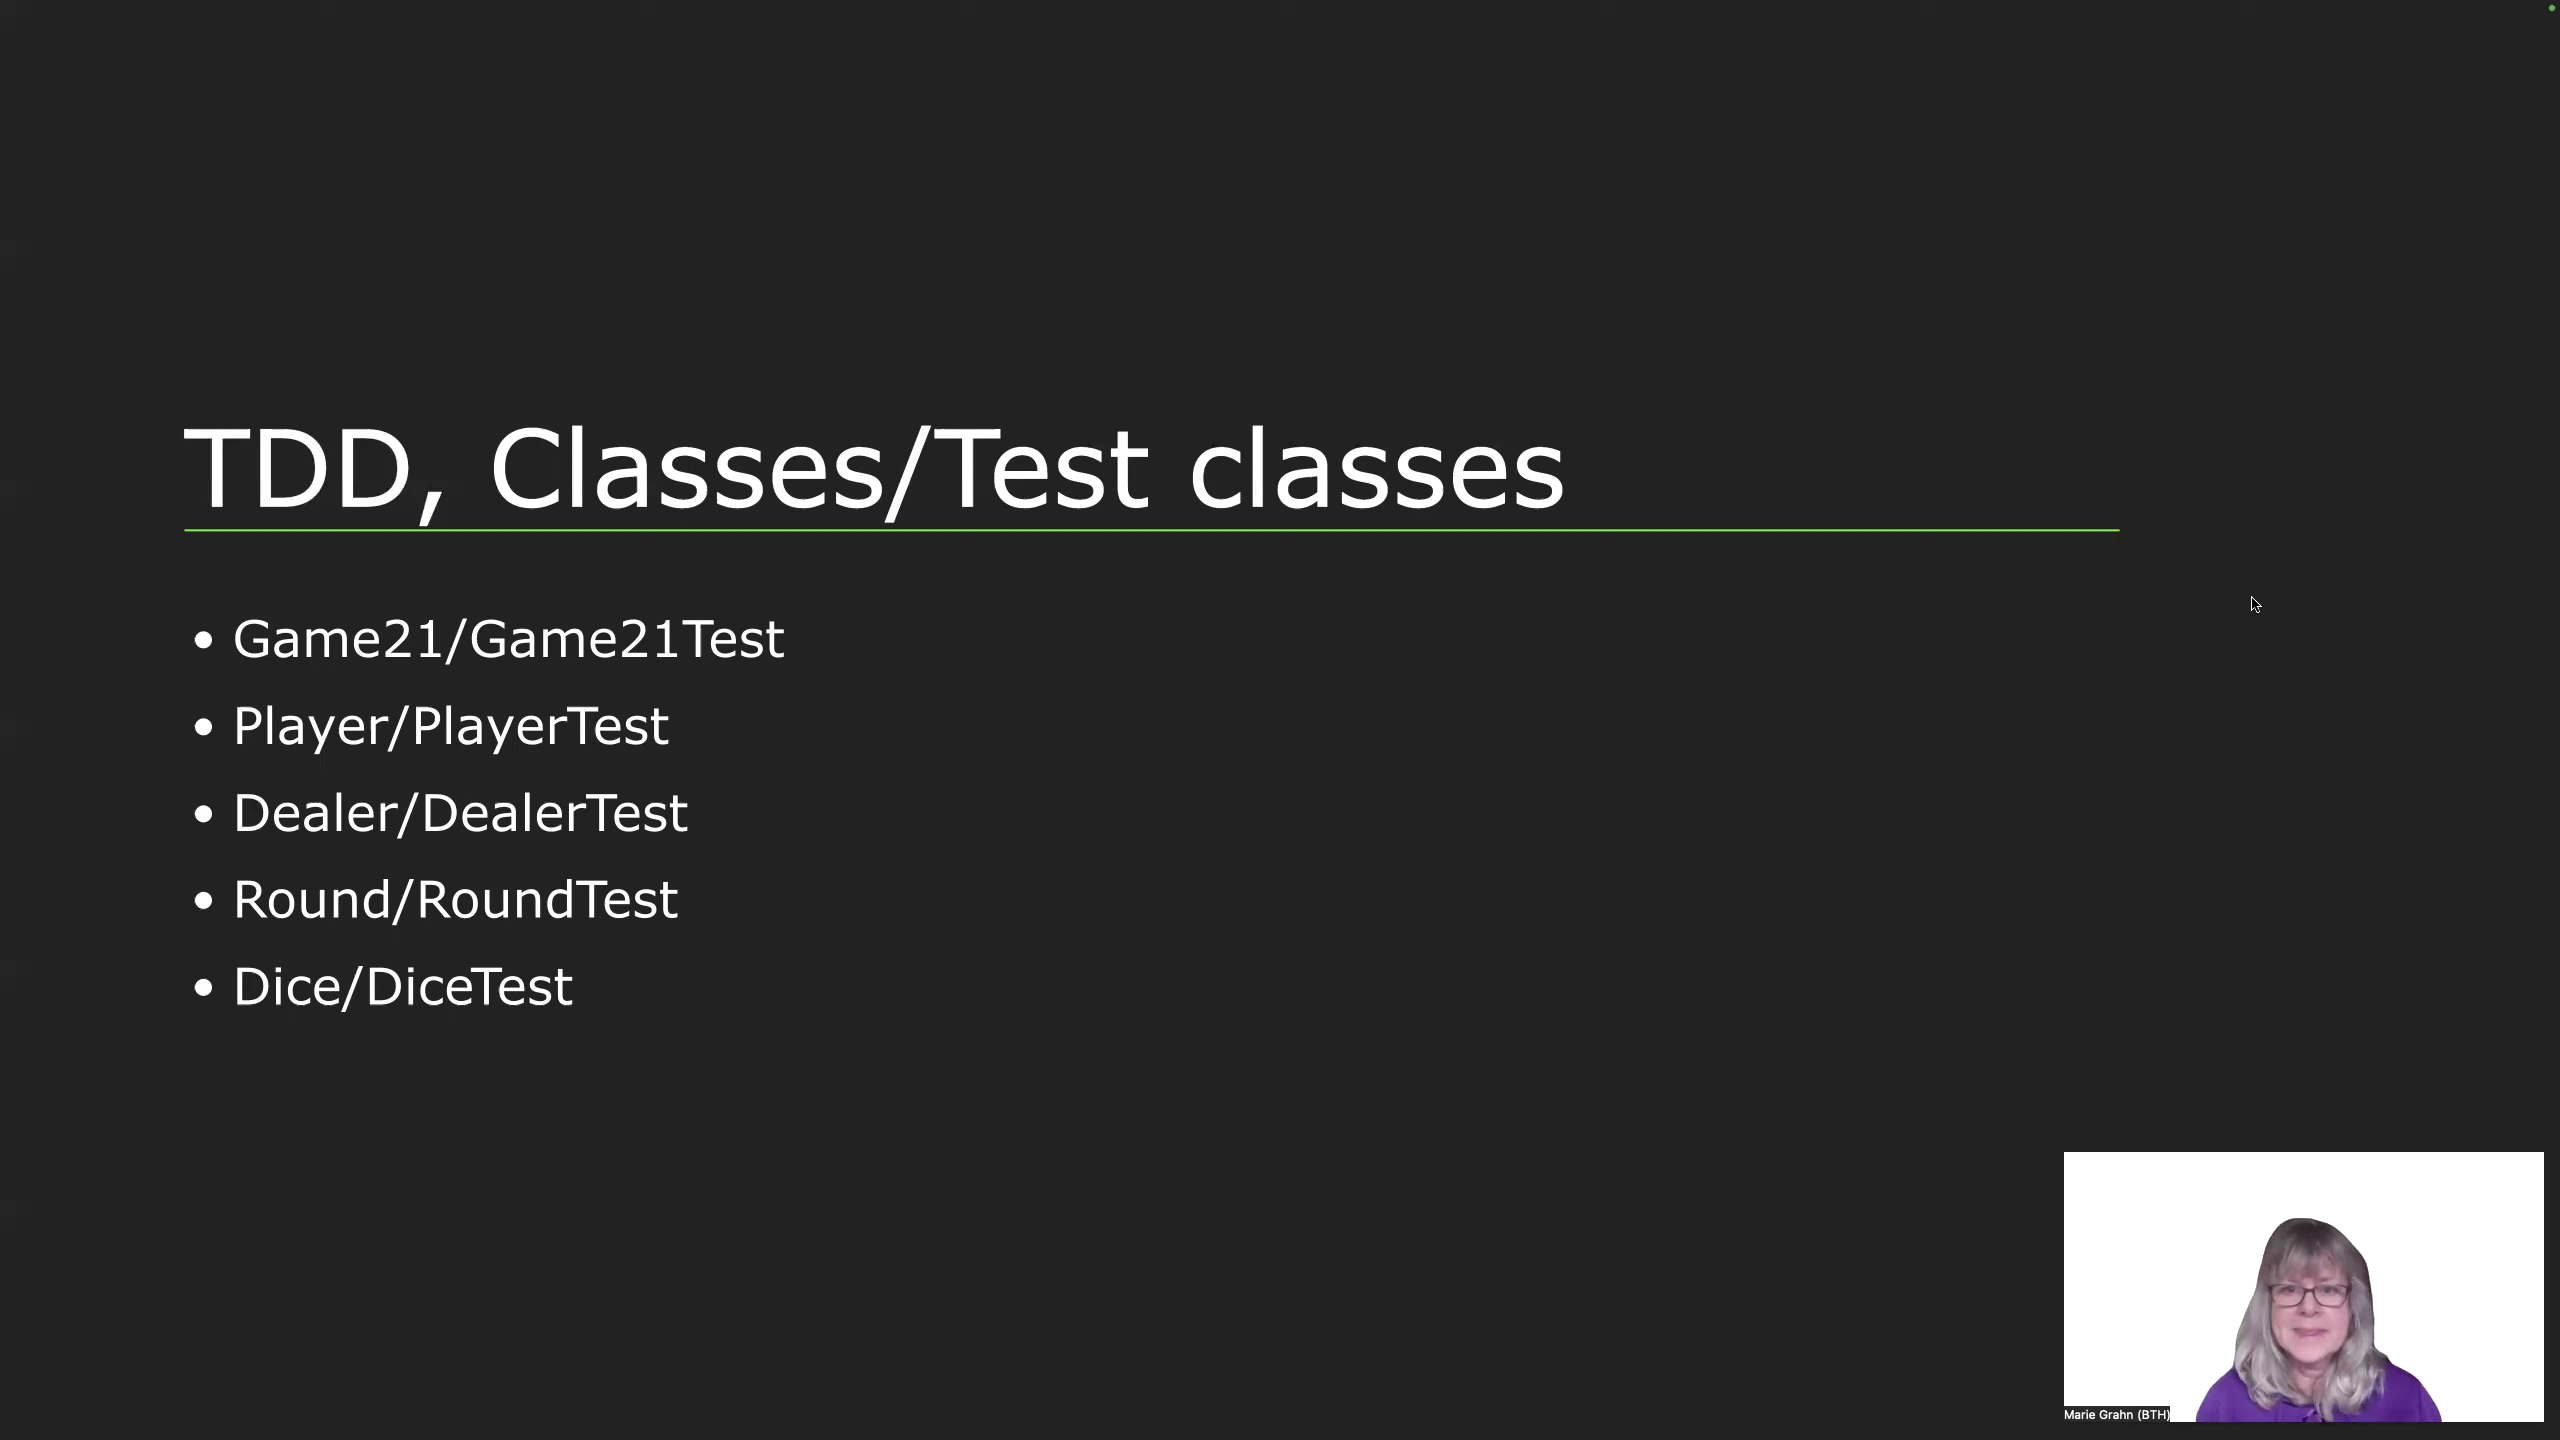 TDD, Classes/Test classes
• Game21/Game21Test
• Player/PlayerTest
• Dealer/DealerTest
• Round/RoundTest
• Dice/DiceTest
Marie Grahn (BTH)